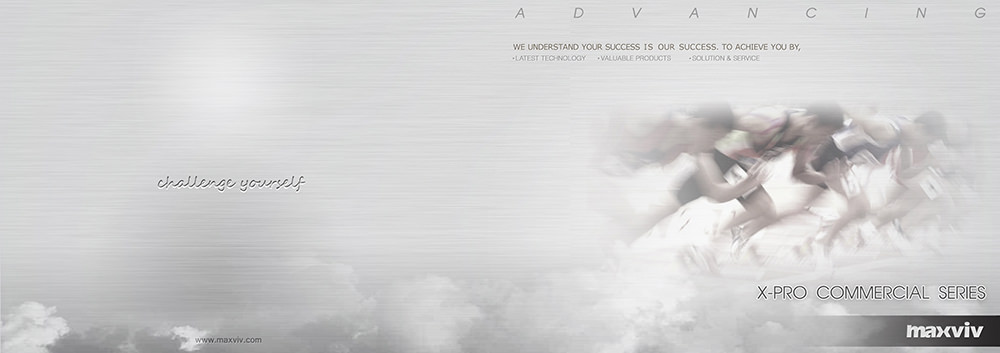 ADVANCING
WE UNDERSTAND YOUR SUCCESS IS OUR SUCCESS. TO ACHIEVE YOU BY,
•LATEST TECHNOLOGY •VALUABLE PRODUCTS •SOLUTION & SERVICE
challenge yourself
X-PRO COMMERCIAL SERIES
maxviv
www.maxviv.com